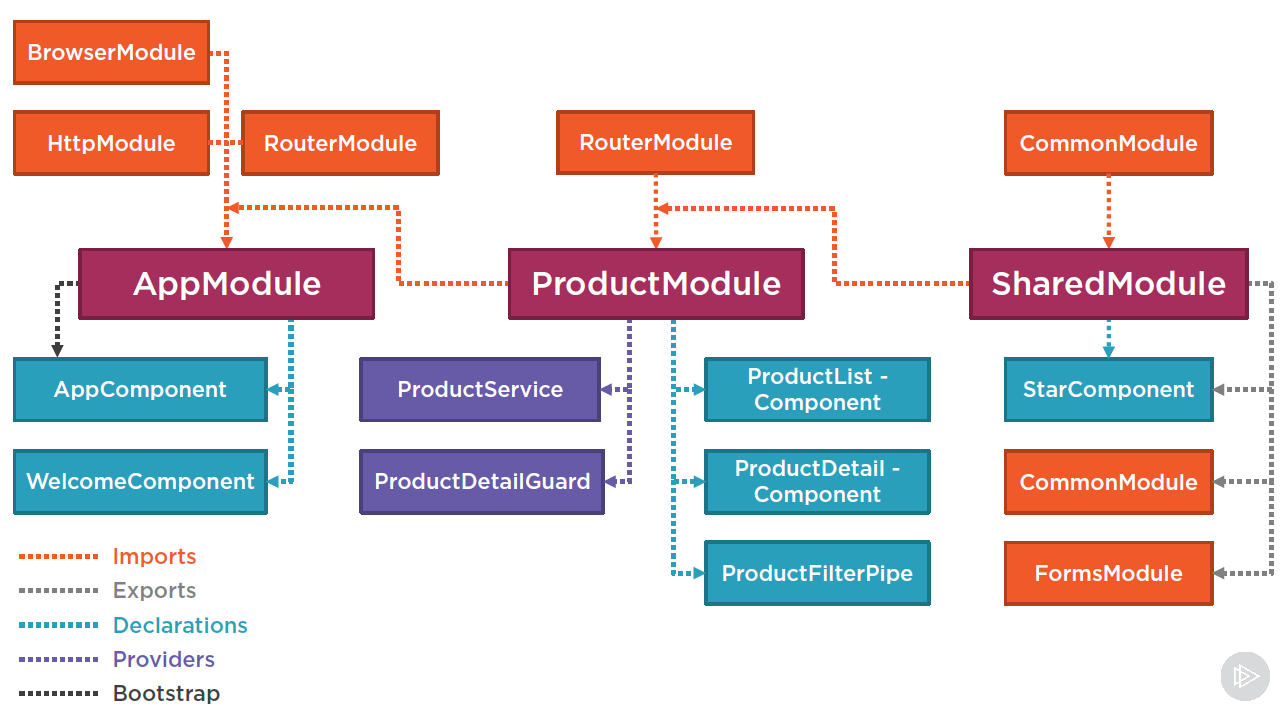 BrowserModule
HttpModule
RouterModule
RouterModule
CommonModule
AppModule
ProductModule
SharedModule
AppComponent
ProductService
ProductList -
Component
StarComponent
WelcomeComponent
ProductDetailGuard
ProductDetail -
Component
CommonModule
ProductFilterPipe
FormsModule
Imports
Exports
Declarations
Providers
Bootstrap